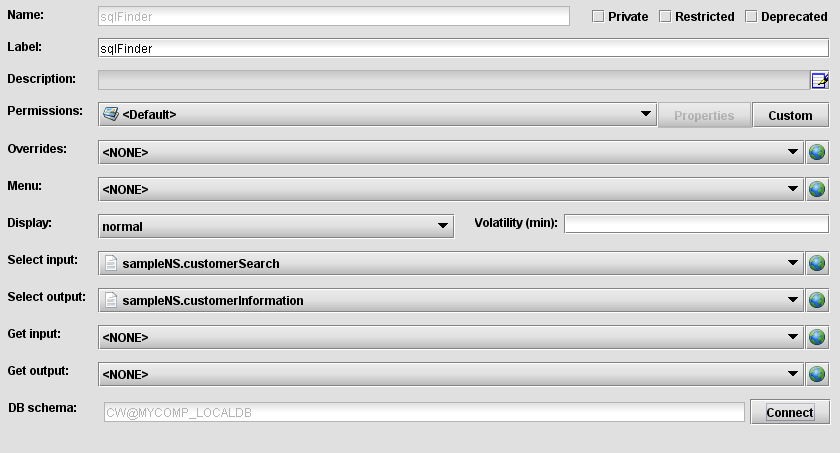 Name: sqlFinder Private Restricted Deprecated
Label: sqlFinder
Description:
Permissions: <Default> Properties Custom
Overrides: <NONE>
Menu: <NONE>
Display: normal Volatility (min):
Select input: sampleNS.customerSearch
Select output: sampleNS.customerInformation
Get input: <NONE>
Get output: <NONE>
DB schema: CW@MYCOMP_LOCALDB Connect